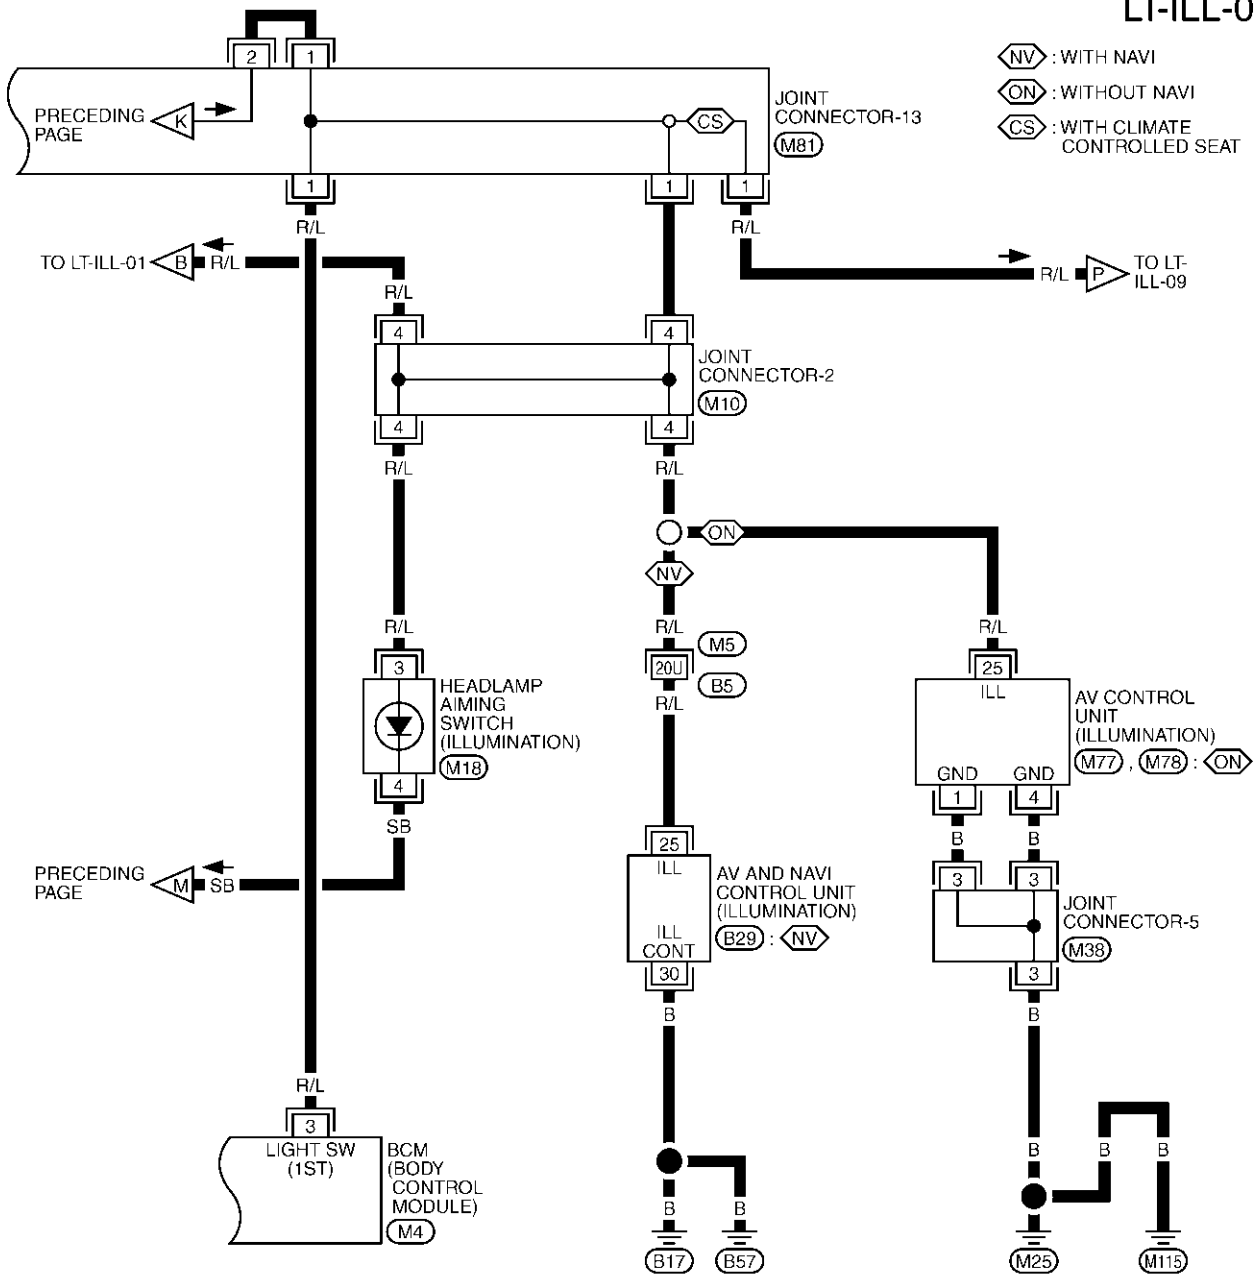 LT-ILL-0
NV : WITH NAVI
ON : WITHOUT NAVI
CS : WITH CLIMATE
CONTROLLED SEAT
2 1
PRECEDING
PAGE
K
CS
JOINT
CONNECTOR-13
M81
1 1 1
R/L R/L
TO LT-ILL-01 B R/L
R/L
R/L P TO LT-
ILL-09
4 4
JOINT
CONNECTOR-2
M10
4 4
R/L R/L
ON
NV
R/L R/L R/L
M5
3 20U 25
B5
R/L
HEADLAMP
AIMING
SWITCH
(ILLUMINATION)
M18
4
SB
ILL
AV CONTROL
UNIT
(ILLUMINATION)
M77 , M78 : ON
GND GND
1 4
B B
PRECEDING
PAGE
M SB
25
ILL
AV AND NAVI
CONTROL UNIT
(ILLUMINATION)
B29 : NV
ILL
CONT
30
B
3 3
JOINT
CONNECTOR-5
M38
3
B
R/L
3
LIGHT SW
(1ST)
BCM
(BODY
CONTROL
MODULE)
M4
B B B
B B
B17 B57 M25 M115